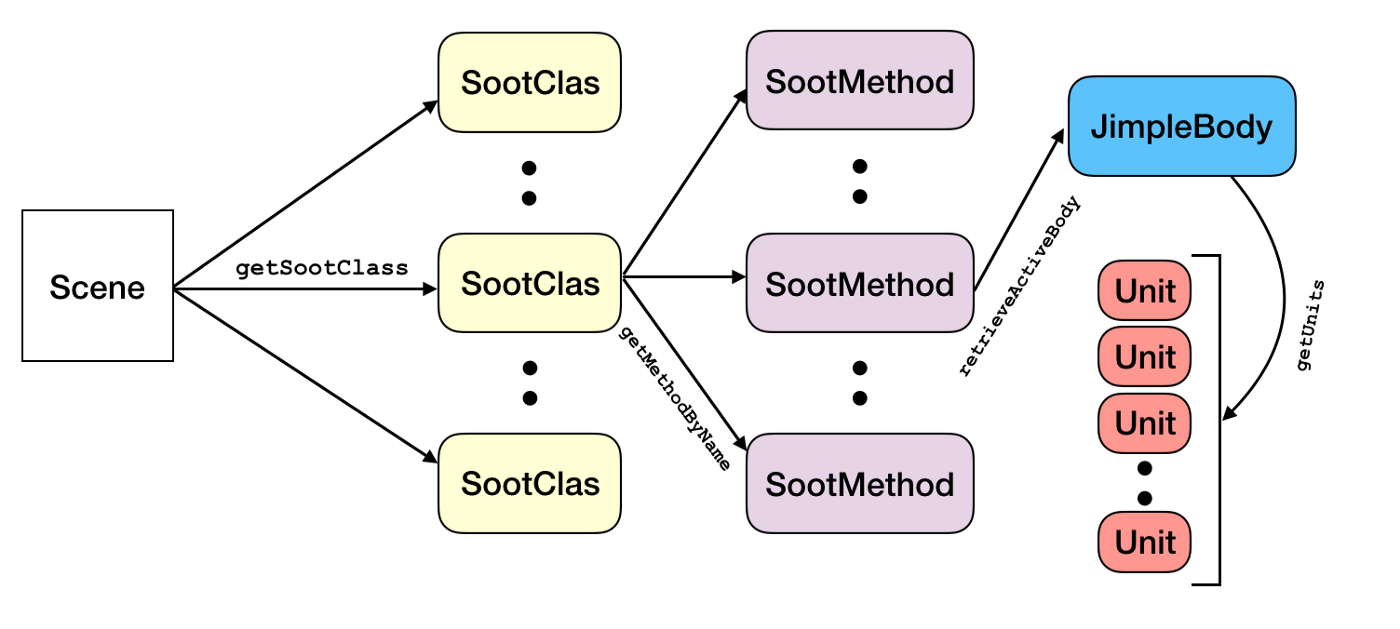 Scene
getSootClass
SootClas
SootClas
SootClas
getMethodByName
SootMethod
SootMethod
SootMethod
retrieveActiveBody
JimpleBody
getUnits
Unit
Unit
Unit
Unit